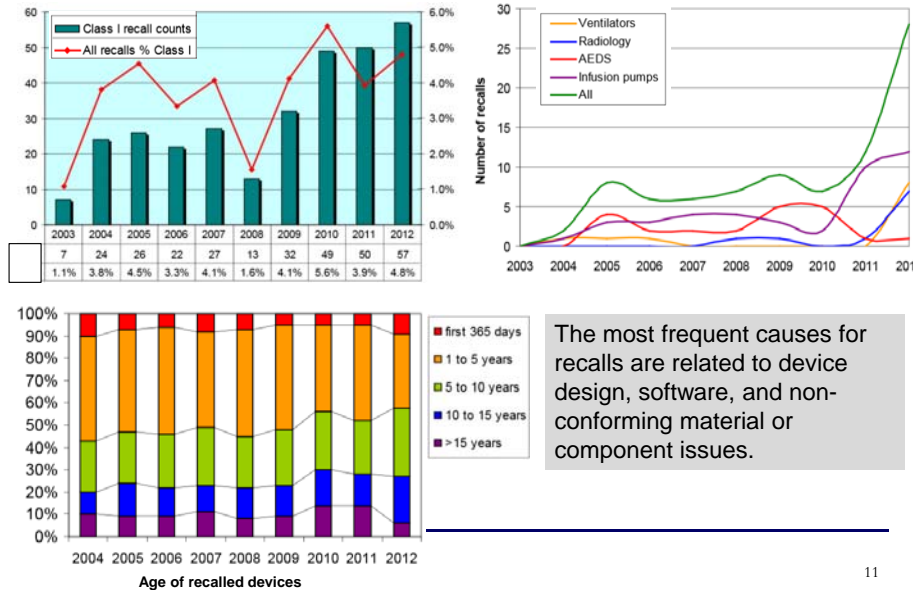 60
50
40
30
20
10
0
Class I recall counts
All recalls % Class I
6.0%
5.0%
4.0%
3.0%
2.0%
1.0%
0.0%
2003 2004 2005 2006 2007 2008 2009 2010 2011 2012
7 24 26 22 27 13 32 49 50 57
1.1% 3.8% 4.5% 3.3% 4.1% 1.6% 4.1% 5.6% 3.9% 4.8%
Number of recalls
30
25
20
15
10
5
0
Ventilators
Radiology
AEDS
Infusion pumps
All
2003 2004 2005 2006 2007 2008 2009 2010 2011 201
100%
90%
80%
70%
60%
50%
40%
30%
20%
10%
0%
2004 2005 2006 2007 2008 2009 2010 2011 2012
Age of recalled devices
first 365 days
1 to 5 years
5 to 10 years
10 to 15 years
>15 years
The most frequent causes for
recalls are related to device
design, software, and non-
conforming material or
component issues.
11